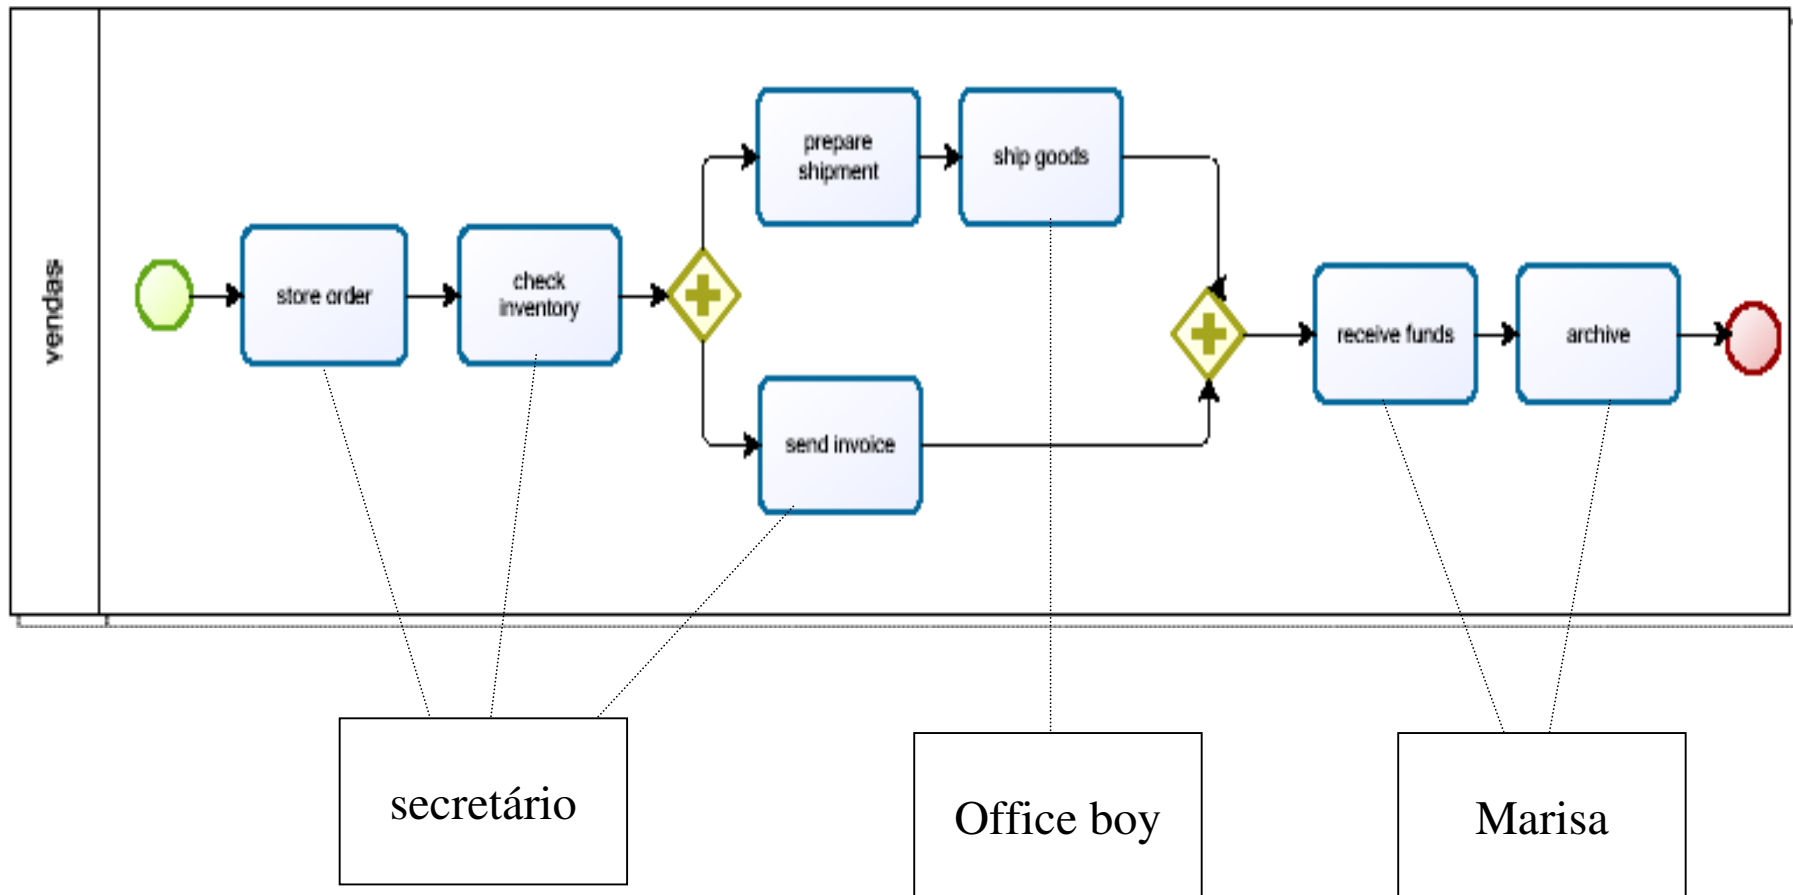 vendas
store order
check
inventory
prepare
shipment
ship goods
send invoice
receive funds
archive
secretário
Office boy
Marisa